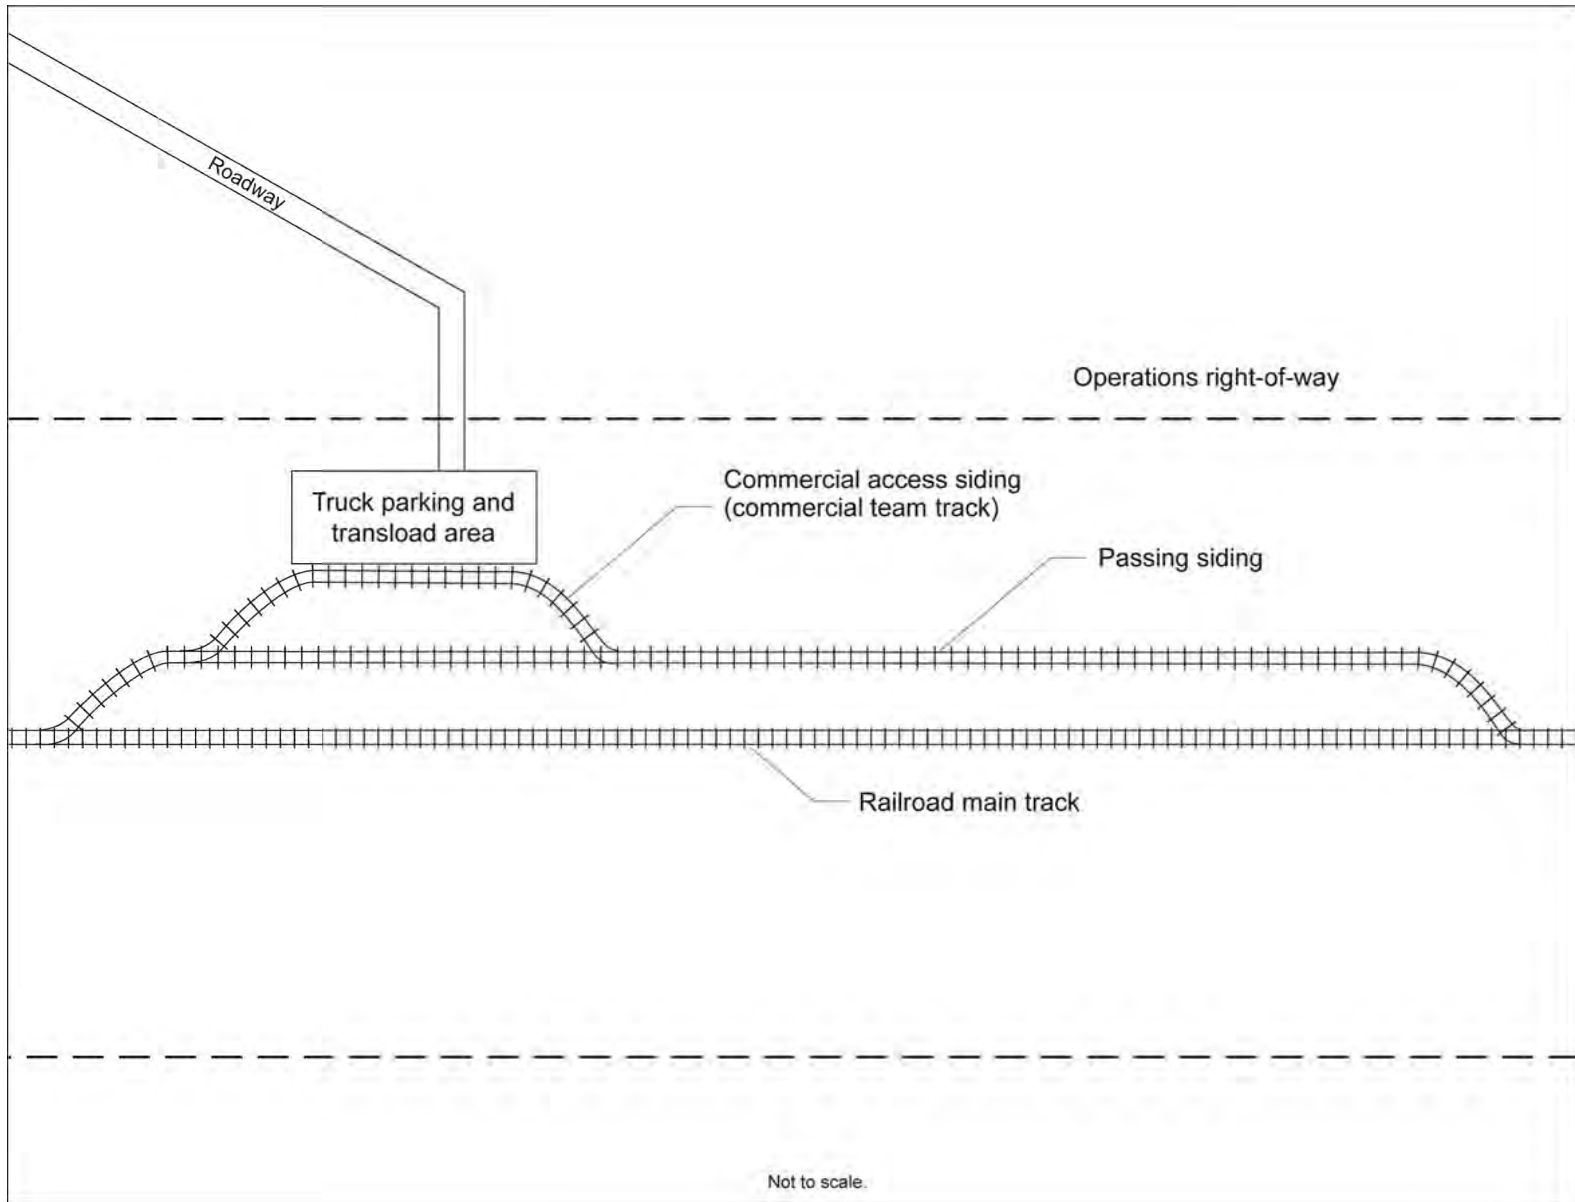 Roadway
Operations right-of-way
Truck parking and
transload area
Commercial access siding
(commercial team track)
Passing siding
Railroad main track
Not to scale.